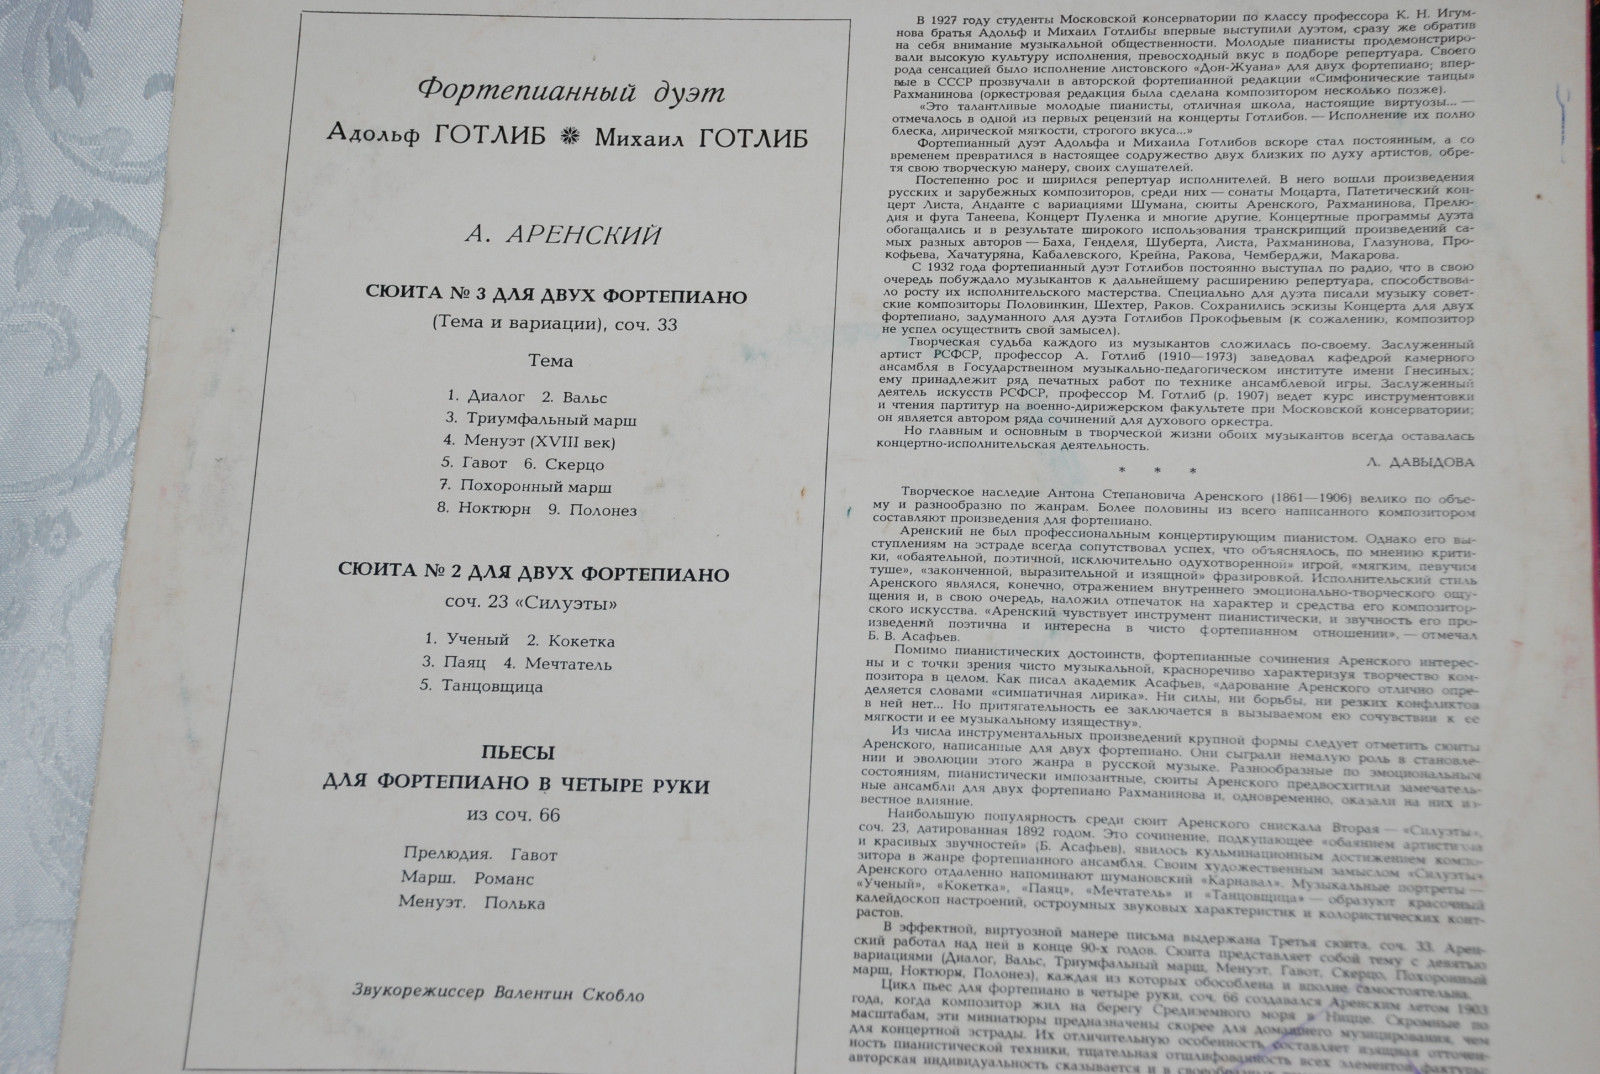 Фортепианный дуэт
Адольф ГОТЛИБ ❋ Михаил ГОТЛИБ
А. АРЕНСКИЙ
СЮИТА № 3 ДЛЯ ДВУХ ФОРТЕПИАНО
(Тема и вариации), соч. 33
Тема
1. Диалог 2. Вальс
3. Триумфальный марш
4. Менуэт (XVIII век)
5. Гавот 6. Скерцо
7. Похоронный марш
8. Ноктюрн 9. Полонез
СЮИТА № 2 ДЛЯ ДВУХ ФОРТЕПИАНО
соч. 23 «Силуэты»
1. Ученый 2. Кокетка
3. Паяц 4. Мечтатель
5. Танцовщица
ПЬЕСЫ
ДЛЯ ФОРТЕПИАНО В ЧЕТЫРЕ РУКИ
из соч. 66
Прелюдия. Гавот
Марш. Романс
Менуэт. Полька
Звукорежиссер Валентин Скобло
В 1927 году студенты Московской консерватории по классу профессора К. Н. Игум-
нова братья Адольф и Михаил Готлибы впервые выступили дуэтом, сразу же обратив
на себя внимание музыкальной общественности. Молодые пианисты продемонстриро-
вали высокую культуру исполнения, превосходный вкус в подборе репертуара. Своего
рода сенсацией было исполнение листовского «Дон-Жуана» для двух фортепиано; впер-
вые в СССР прозвучали в авторской фортепианной редакции «Симфонические танцы»
Рахманинова (оркестровая редакция была сделана композитором несколько позже).
«Это талантливые молодые пианисты, отличная школа, настоящие виртуозы... —
отмечалось в одной из первых рецензий на концерты Готлибов. — Исполнение их полно
блеска, лирической мягкости, строгого вкуса...»
Фортепианный дуэт Адольфа и Михаила Готлибов вскоре стал постоянным, а со
временем превратился в настоящее содружество двух близких по духу артистов, обре-
тя свою творческую манеру, своих слушателей.
Постепенно рос и ширился репертуар исполнителей. В него вошли произведения
русских и зарубежных композиторов, среди них — сонаты Моцарта, Патетический кон-
церт Листа, Анданте с вариациями Шумана, сюиты Аренского, Рахманинова, Прелю-
дия и фуга Танеева, Концерт Пуленка и многие другие. Концертные программы дуэта
обогащались и в результате широкого использования транскрипций произведений са-
мых разных авторов — Баха, Генделя, Шуберта, Листа, Рахманинова, Глазунова, Про-
кофьева, Хачатуряна, Кабалевского, Крейна, Ракова, Чемберджи, Макарова.
С 1932 года фортепианный дуэт Готлибов постоянно выступал по радио, что в свою
очередь побуждало музыкантов к дальнейшему расширению репертуара, способствова-
ло росту их исполнительского мастерства. Специально для дуэта писали музыку совет-
ские композиторы Половинкин, Шехтер, Раков. Сохранились эскизы Концерта для двух
фортепиано, задуманного для дуэта Готлибов Прокофьевым (к сожалению, композитор
не успел осуществить свой замысел).
Творческая судьба каждого из музыкантов сложилась по-своему. Заслуженный
артист РСФСР, профессор А. Готлиб (1910—1973) заведовал кафедрой камерного
ансамбля в Государственном музыкально-педагогическом институте имени Гнесиных;
ему принадлежит ряд печатных работ по технике ансамблевой игры. Заслуженный
деятель искусств РСФСР, профессор М. Готлиб (р. 1907) ведет курс инструментовки
и чтения партитур на военно-дирижерском факультете при Московской консерватории;
он является автором ряда сочинений для духового оркестра.
Но главным и основным в творческой жизни обоих музыкантов всегда оставалась
концертно-исполнительская деятельность.
Л. ДАВЫДОВА
* * *
Творческое наследие Антона Степановича Аренского (1861—1906) велико по объе-
му и разнообразно по жанрам. Более половины из всего написанного композитором
составляют произведения для фортепиано.
Аренский не был профессиональным концертирующим пианистом. Однако его вы-
ступлениям на эстраде всегда сопутствовал успех, что объяснялось, по мнению крити-
ки, «обаятельной, поэтичной, исключительно одухотворенной» игрой, «мягким, певучим
туше», «законченной, выразительной и изящной» фразировкой. Исполнительский стиль
Аренского являлся, конечно, отражением внутреннего эмоционально-творческого ощу-
щения и, в свою очередь, наложил отпечаток на характер и средства его композитор-
ского искусства. «Аренский чувствует инструмент пианистически, и звучность его про-
изведений поэтична и интересна в чисто фортепианном отношении», — отмечал
Б. В. Асафьев.
Помимо пианистических достоинств, фортепианные сочинения Аренского интерес-
ны и с точки зрения чисто музыкальной, красноречиво характеризуя творчество ком-
позитора в целом. Как писал академик Асафьев, «дарование Аренского отлично опре-
деляется словами «симпатичная лирика». Ни силы, ни борьбы, ни резких конфликтов
в ней нет... Но притягательность ее заключается в вызываемом ею сочувствии к ее
мягкости и ее музыкальному изяществу».
Из числа инструментальных произведений крупной формы следует отметить сюиты
Аренского, написанные для двух фортепиано. Они сыграли немалую роль в становле-
нии и эволюции этого жанра в русской музыке. Разнообразные по эмоциональным
состояниям, пианистически импозантные, сюиты Аренского предвосхитили замечатель-
ные ансамбли для двух фортепиано Рахманинова и, одновременно, оказали на них из-
вестное влияние.
Наибольшую популярность среди сюит Аренского снискала Вторая — «Силуэты»,
соч. 23, датированная 1892 годом. Это сочинение, подкупающее «обаянием артистизма
и красивых звучностей» (Б. Асафьев), явилось кульминационным достижением компо-
зитора в жанре фортепианного ансамбля. Своим художественным замыслом «Силуэты»
Аренского отдаленно напоминают шумановский «Карнавал». Музыкальные портреты —
«Ученый», «Кокетка», «Паяц», «Мечтатель» и «Танцовщица» — образуют красочный
калейдоскоп настроений, остроумных звуковых характеристик и колористических конт-
растов.
В эффектной, виртуозной манере письма выдержана Третья сюита, соч. 33. Арен-
ский работал над ней в конце 90-х годов. Сюита представляет собой тему с девятью
вариациями (Диалог, Вальс, Триумфальный марш, Менуэт, Гавот, Скерцо, Похоронный
марш, Ноктюрн, Полонез), каждая из которых обособлена и вполне самостоятельна.
Цикл пьес для фортепиано в четыре руки, соч. 66 создавался Аренским летом 1903
года, когда композитор жил на берегу Средиземного моря в Ницце. Скромные по
масштабам, эти миниатюры предназначены скорее для домашнего музицирования, чем
для концертной эстрады. Их отличительную особенность составляет изящная отточен-
ность пианистической техники, тщательная отшлифованность всех элементов фактуры;
авторская индивидуальность сказывается и в своеобразных